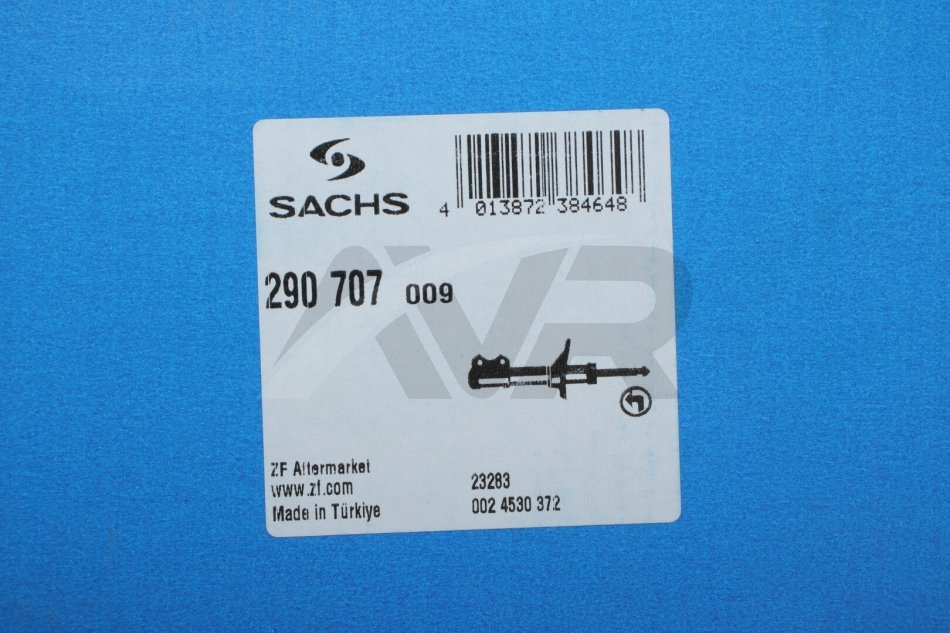 SACHS
4 013872 384648
290 707 009
AVR
ZF Aftermarket
www.zf.com
Made in Türkiye
23283
002 4530 372